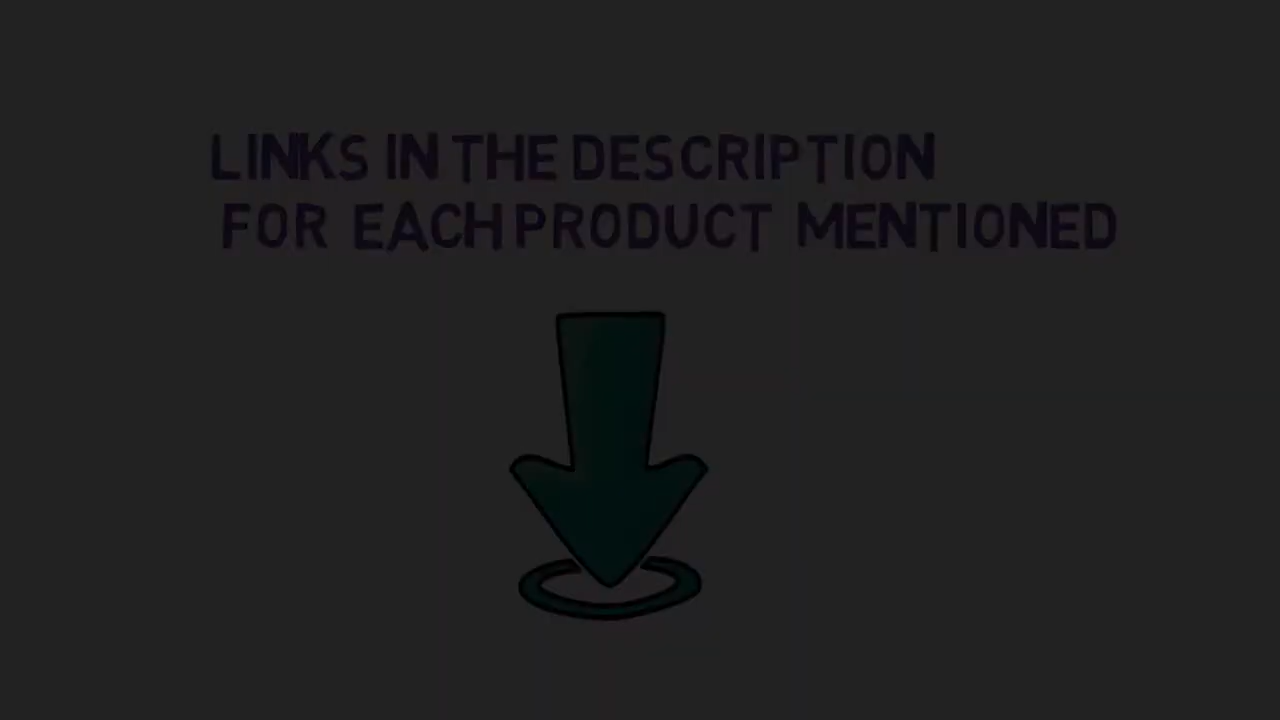 LINKS IN THE DESCRIPTION
FOR EACH PRODUCT MENTIONED